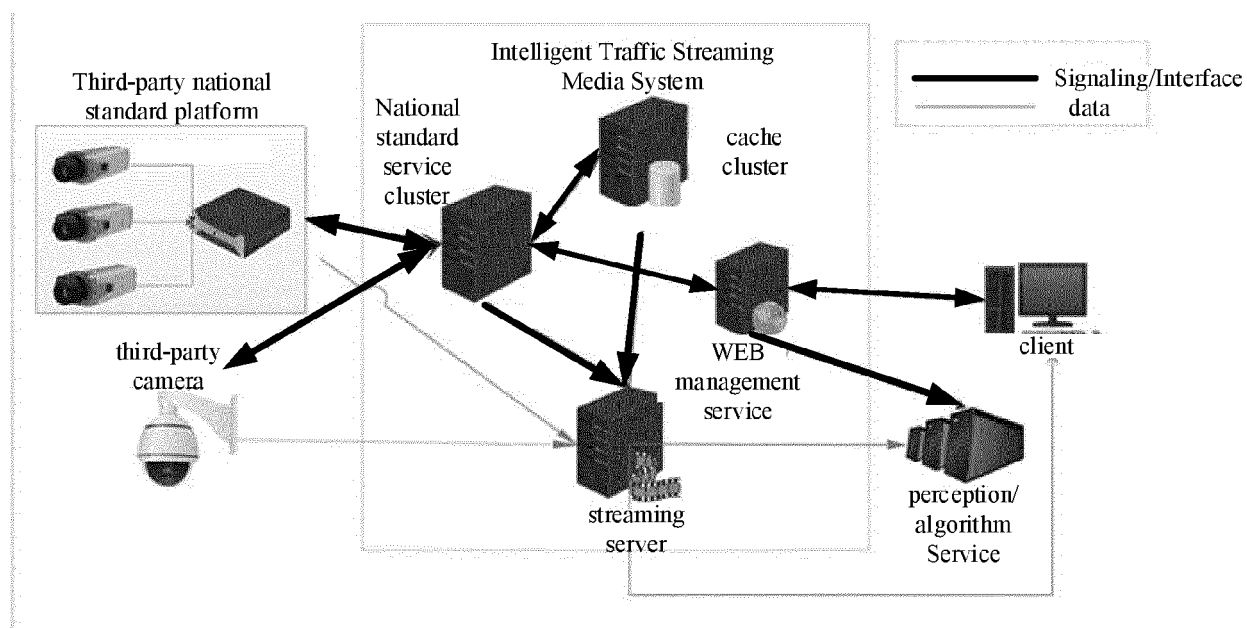 Intelligent Traffic Streaming
Media System
Third-party national
standard platform
National
standard
service
cluster
cache
cluster
Signaling/Interface
data
third-party
camera
WEB
management
service
client
streaming
server
perception/
algorithm
Service